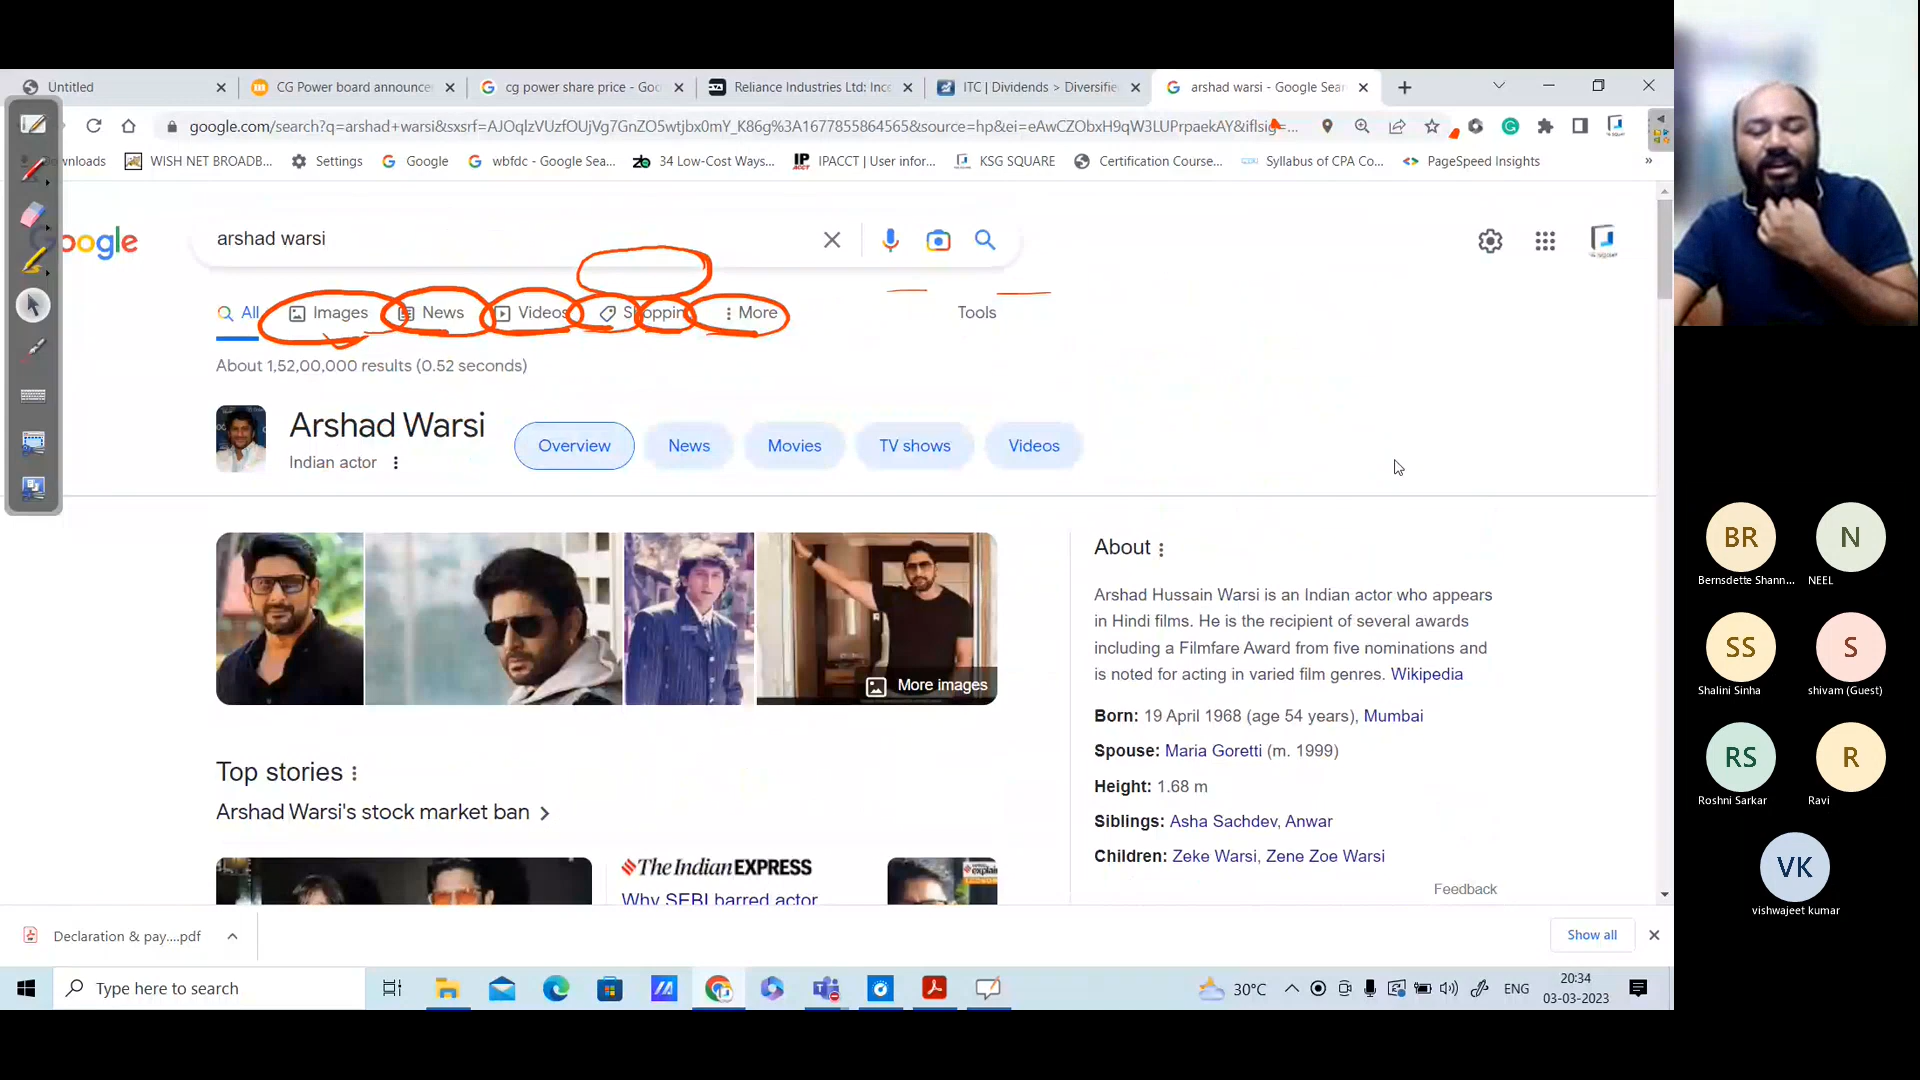 Untitled
CG Power board announce
cg power share price - Goo
Reliance Industries Ltd: Inc
ITC | Dividends > Diversifie
arshad warsi - Google Sear
google.com/search?q=arshad+warsi&sxsrf=AJOqlzVUzfOUjVg7GnZO5wtjbx0mY_K86g%3A1677855864565&source=hp&ei=eAwCZObxH9qW3LUPrpaekAY&iflsig=...
ownloads
WISH NET BROADB...
Settings
Google
wbfdc - Google Sea...
34 Low-Cost Ways...
IPACCT | User infor...
KSG SQUARE
Certification Course...
Syllabus of CPA Co...
PageSpeed Insights
»
oogle
arshad warsi
All
Images
News
Videos
Shopping
More
Tools
About 1,52,00,000 results (0.52 seconds)
Arshad Warsi
Indian actor
Overview
News
Movies
TV shows
Videos
More images
About
Arshad Hussain Warsi is an Indian actor who appears
in Hindi films. He is the recipient of several awards
including a Filmfare Award from five nominations and
is noted for acting in varied film genres. Wikipedia
Born: 19 April 1968 (age 54 years), Mumbai
Spouse: Maria Goretti (m. 1999)
Height: 1.68 m
Siblings: Asha Sachdev, Anwar
Children: Zeke Warsi, Zene Zoe Warsi
Feedback
Top stories
Arshad Warsi's stock market ban
The Indian EXPRESS
Why SEBI barred actor
Declaration & pay....pdf
Show all
Type here to search
30°C
ENG
20:34
03-03-2023
BR
Bernsdette Shann...
N
NEEL
SS
Shalini Sinha
S
shivam (Guest)
RS
Roshni Sarkar
R
Ravi
VK
vishwajeet kumar